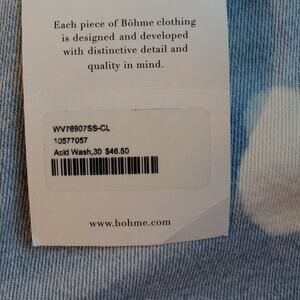 Each piece of Böhme clothing
is designed and developed
with distinctive detail and
quality in mind.
WV76907SS-CL
10577057
Acid Wash,30 $46.50
www.bohme.com